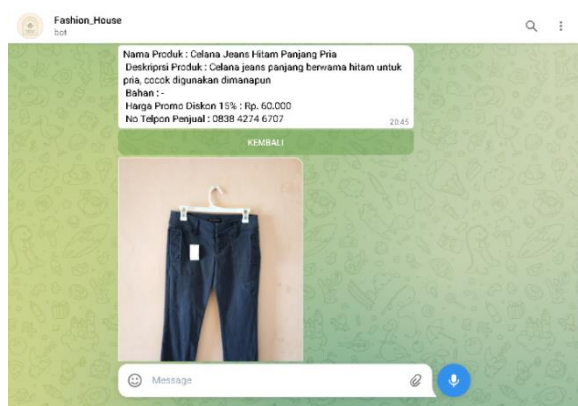 Fashion_House
bot
Nama Produk : Celana Jeans Hitam Panjang Pria
Deskriprsi Produk : Celana jeans panjang berwarna hitam untuk
pria, cocok digunakan dimanapun
Bahan : -
Harga Promo Diskon 15% : Rp. 60.000
No Telpon Penjual : 0838 4274 6707
20:45
KEMBALI
Message